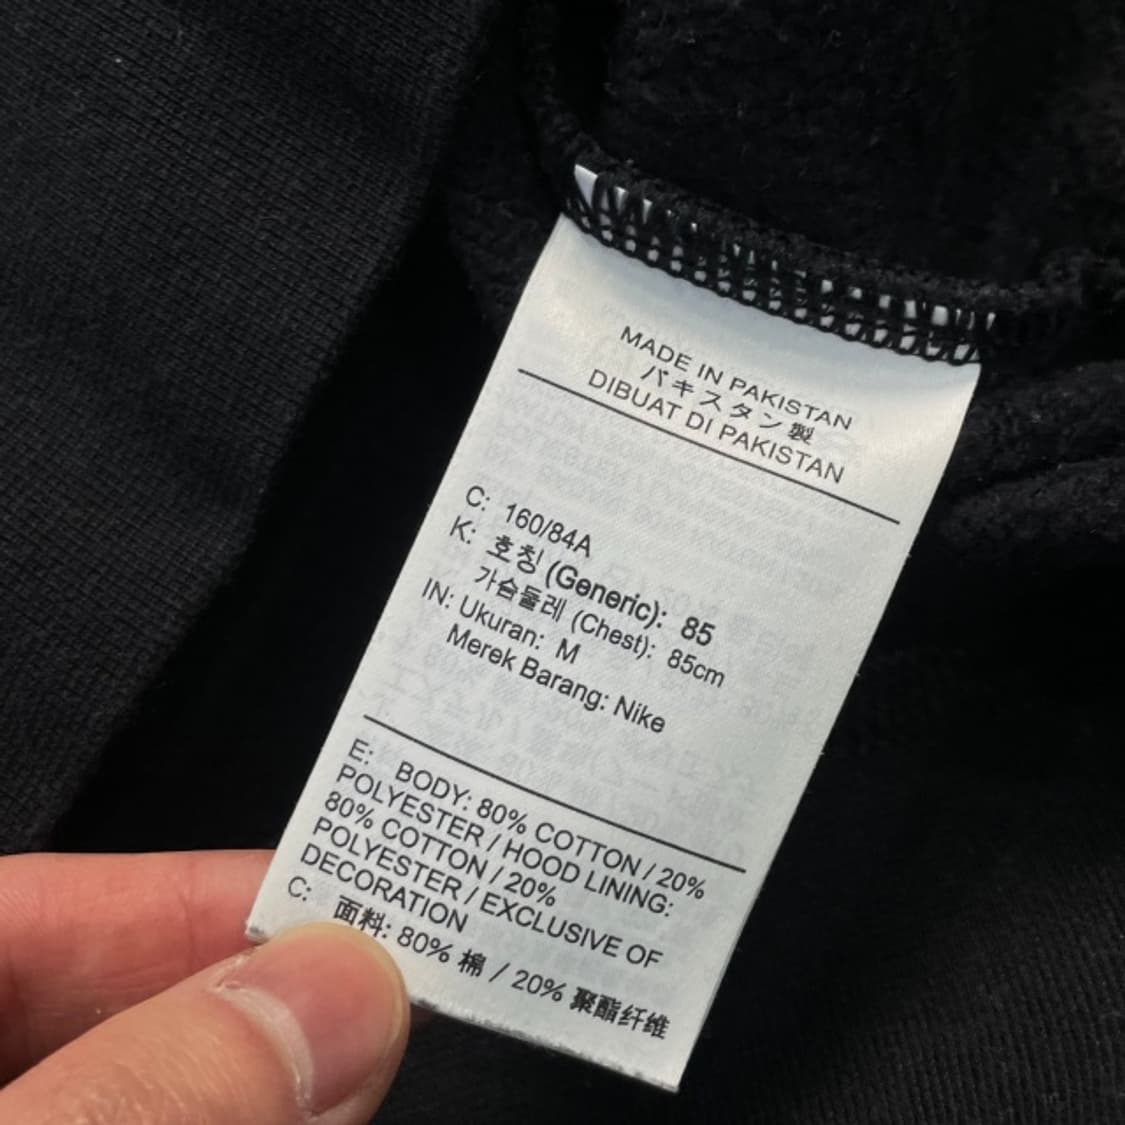 MADE IN PAKISTAN
パキスタン製
DIBUAT DI PAKISTAN
C: 160/84A
K: 호칭 (Generic): 85
가슴둘레 (Chest): 85cm
IN: Ukuran: M
Merek Barang: Nike
E: BODY: 80% COTTON / 20%
POLYESTER / HOOD LINING:
80% COTTON / 20%
POLYESTER / EXCLUSIVE OF
DECORATION
C: 面料: 80% 棉 / 20% 聚酯纤维